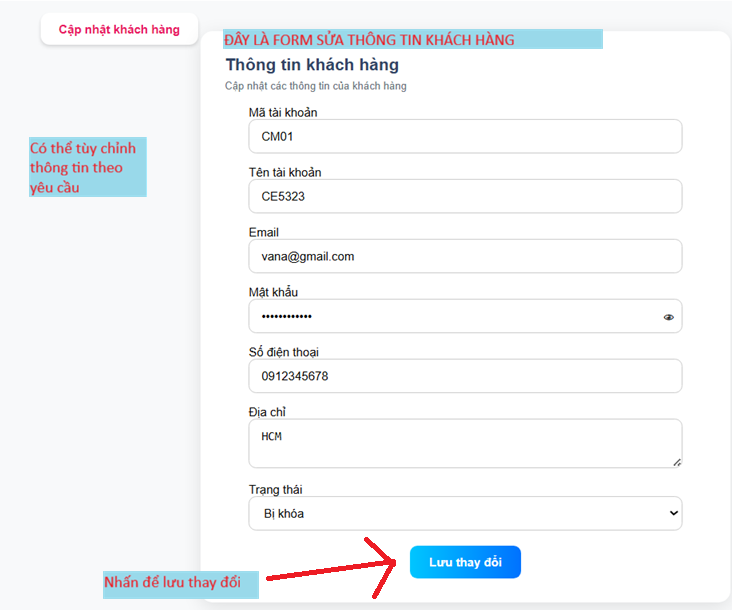 Cập nhật khách hàng
ĐÂY LÀ FORM SỬA THÔNG TIN KHÁCH HÀNG
Thông tin khách hàng
Cập nhật các thông tin của khách hàng
Có thể tùy chỉnh
thông tin theo
yêu cầu
Mã tài khoản
CM01
Tên tài khoản
CE5323
Email
vana@gmail.com
Mật khẩu
••••••••••••
Số điện thoại
0912345678
Địa chỉ
HCM
Trạng thái
Bị khóa
Lưu thay đổi
Nhấn để lưu thay đổi